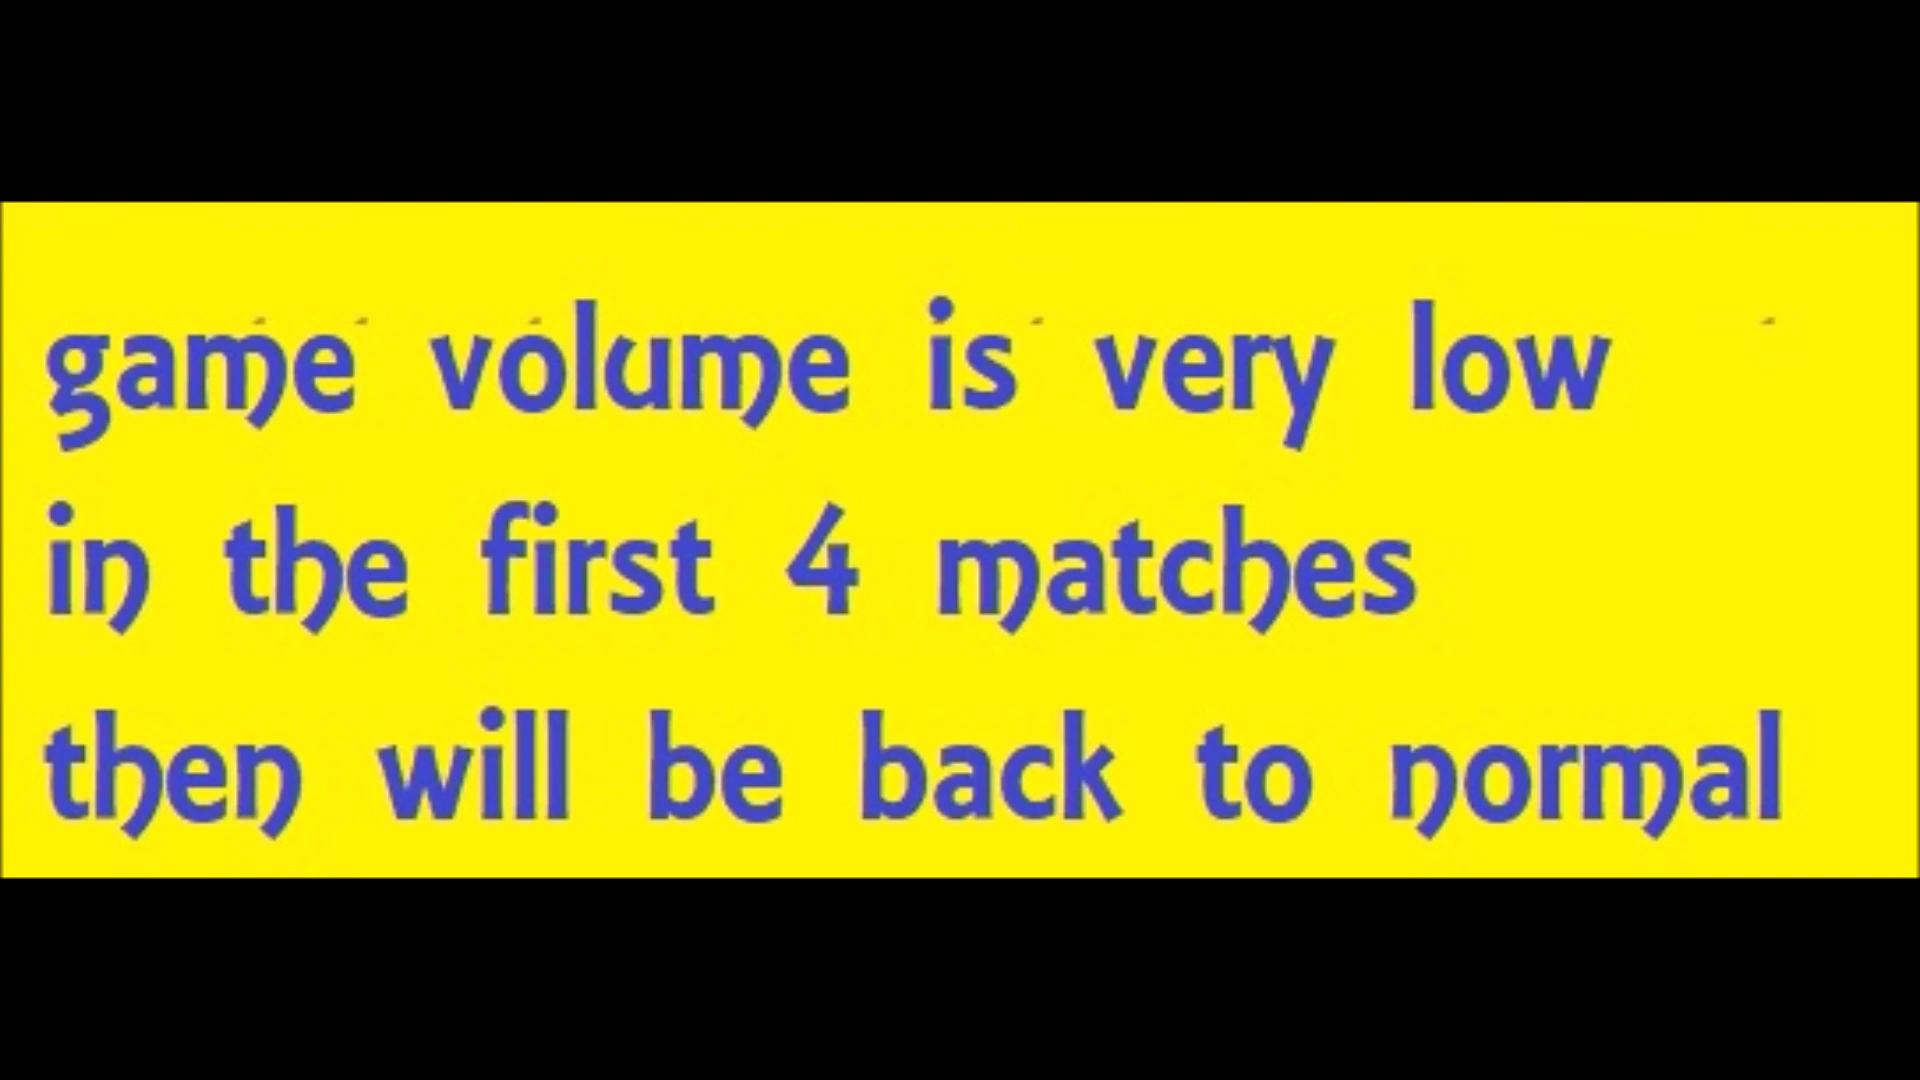 game volume is very low
in the first 4 matches
then will be back to normal